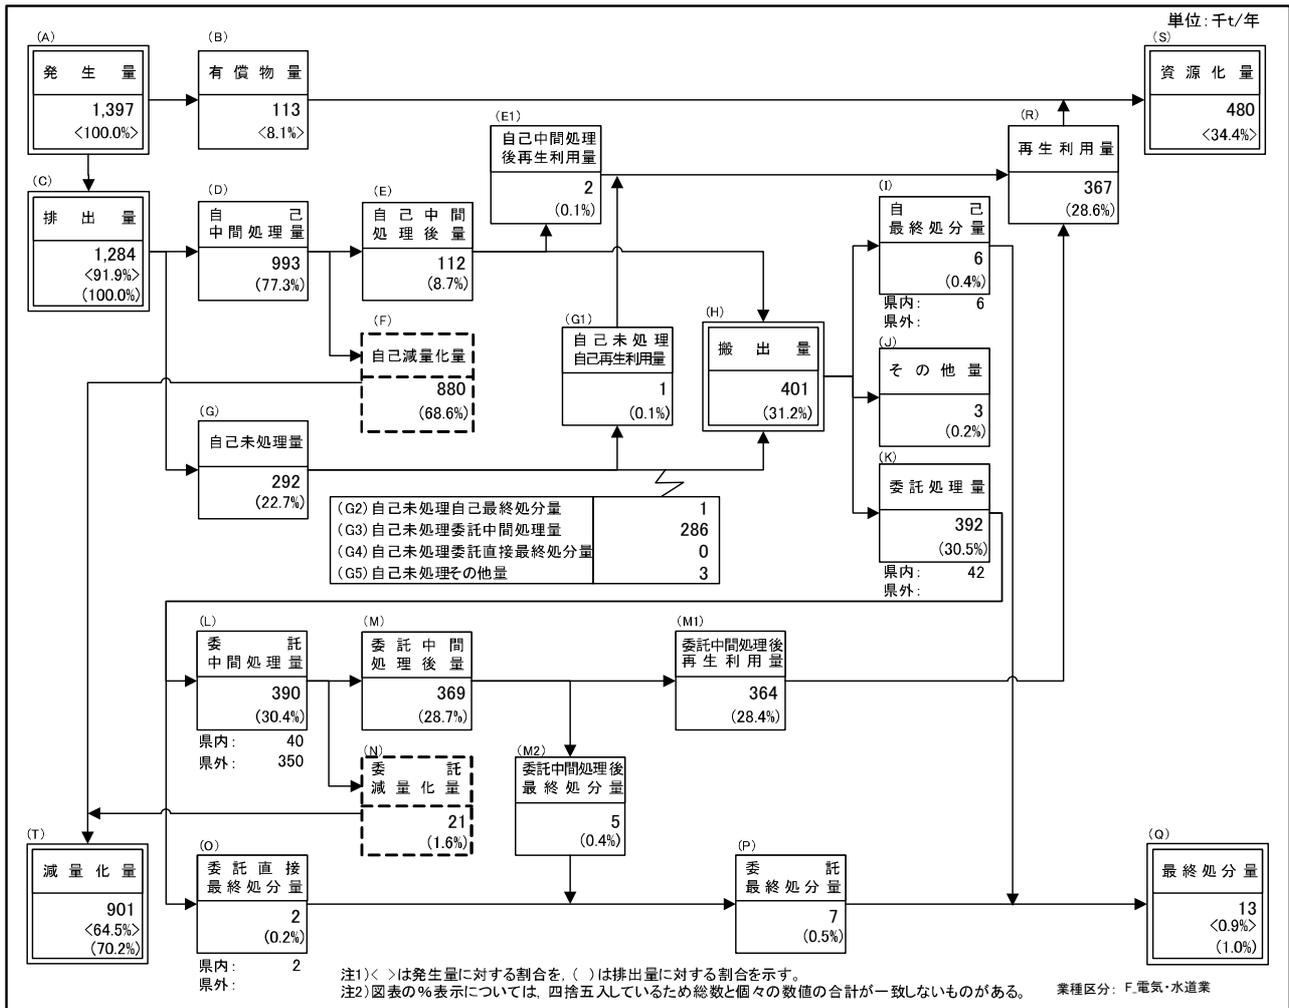 単位：千t/年
(A)
発生量
1,397
<100.0%>
(B)
有償物量
113
<8.1%>
(S)
資源化量
480
<34.4%>
(E1)
自己中間処理
後再生利用量
2
(0.1%)
(R)
再生利用量
367
(28.6%)
(C)
排出量
1,284
<91.9%>
(100.0%)
(D)
自己
中間処理量
993
(77.3%)
(E)
自己中間
処理後量
112
(8.7%)
(I)
自己
最終処分量
6
(0.4%)
県内： 6
県外：
(F)
自己減量化量
880
(68.6%)
(G1)
自己未処理
自己再生利用量
1
(0.1%)
(H)
搬出量
401
(31.2%)
(J)
その他量
3
(0.2%)
(G)
自己未処理量
292
(22.7%)
(K)
委託処理量
392
(30.5%)
県内： 42
県外：
(G2)自己未処理自己最終処分量 1
(G3)自己未処理委託中間処理量 286
(G4)自己未処理委託直接最終処分量 0
(G5)自己未処理その他量 3
(L)
委託
中間処理量
390
(30.4%)
県内： 40
県外： 350
(M)
委託中間
処理後量
369
(28.7%)
(M1)
委託中間処理後
再生利用量
364
(28.4%)
(N)
委託
減量化量
21
(1.6%)
(M2)
委託中間処理後
最終処分量
5
(0.4%)
(T)
減量化量
901
<64.5%>
(70.2%)
(O)
委託直接
最終処分量
2
(0.2%)
県内： 2
県外：
(P)
委託
最終処分量
7
(0.5%)
(Q)
最終処分量
13
<0.9%>
(1.0%)
注1)< >は発生量に対する割合を，( )は排出量に対する割合を示す。
注2)図表の%表示については，四捨五入しているため総数と個々の数値の合計が一致しないものがある。
業種区分： F_電気・水道業